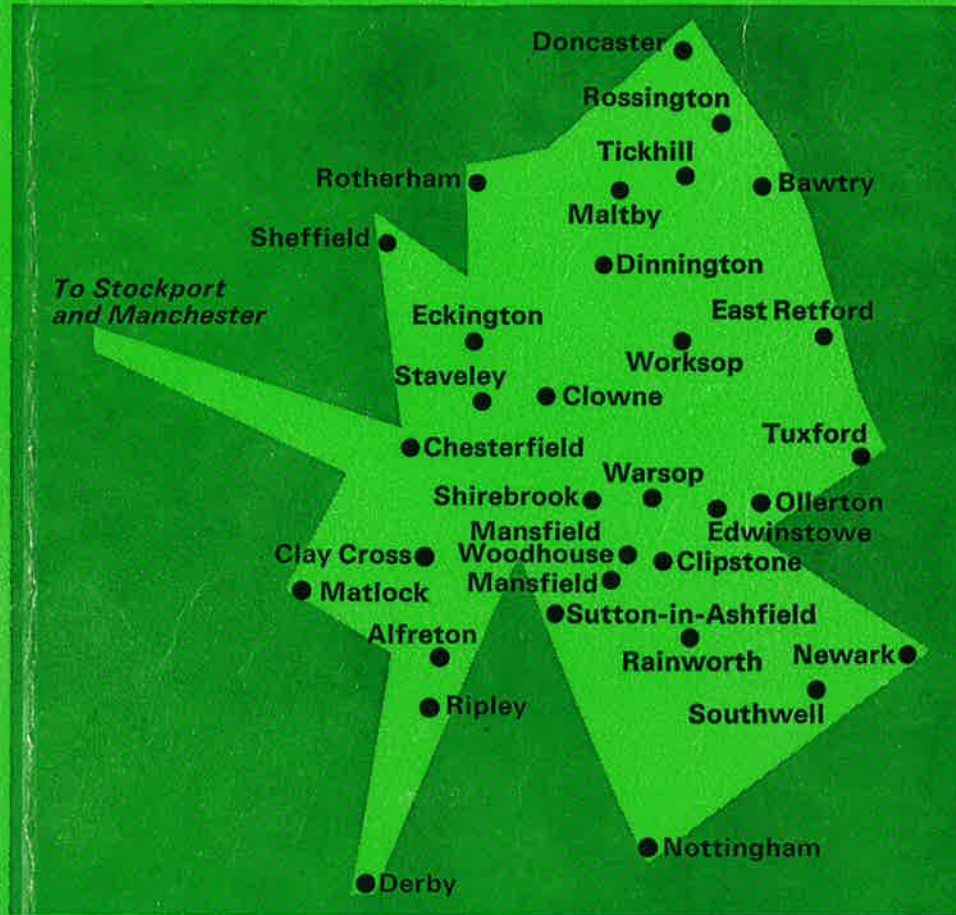 Doncaster
Rossington
Tickhill
Rotherham
Bawtry
Maltby
Sheffield
Dinnington
To Stockport
and Manchester
Eckington
East Retford
Worksop
Staveley
Clowne
Chesterfield
Tuxford
Warsop
Shirebrook
Ollerton
Edwinstowe
Mansfield
Woodhouse
Clay Cross
Clipstone
Mansfield
Matlock
Sutton-in-Ashfield
Alfreton
Rainworth
Newark
Ripley
Southwell
Nottingham
Derby